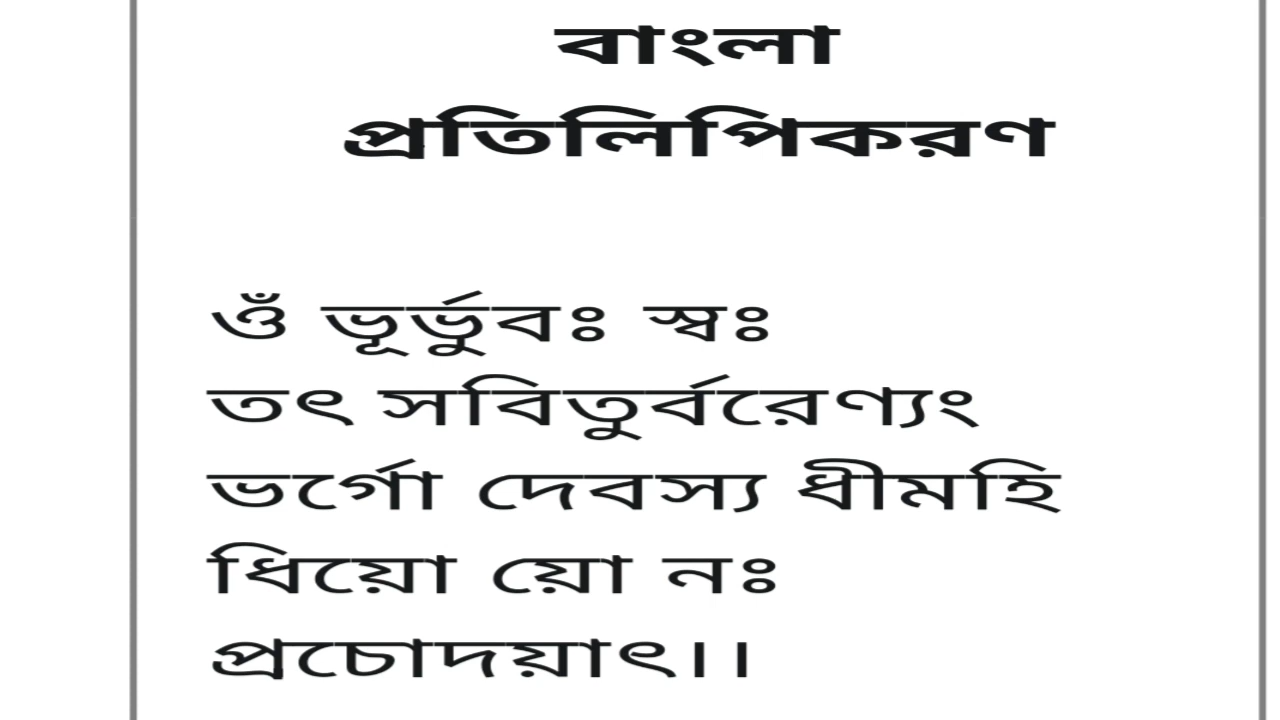 বাংলা
প্রতিলিপিকরণ
ওঁ ভূর্ভুবঃ স্বঃ
তৎ সবিতুর্বরেণ্যং
ভর্গো দেবস্য ধীমহি
ধিয়ো য়ো নঃ
প্রচোদয়াৎ।।